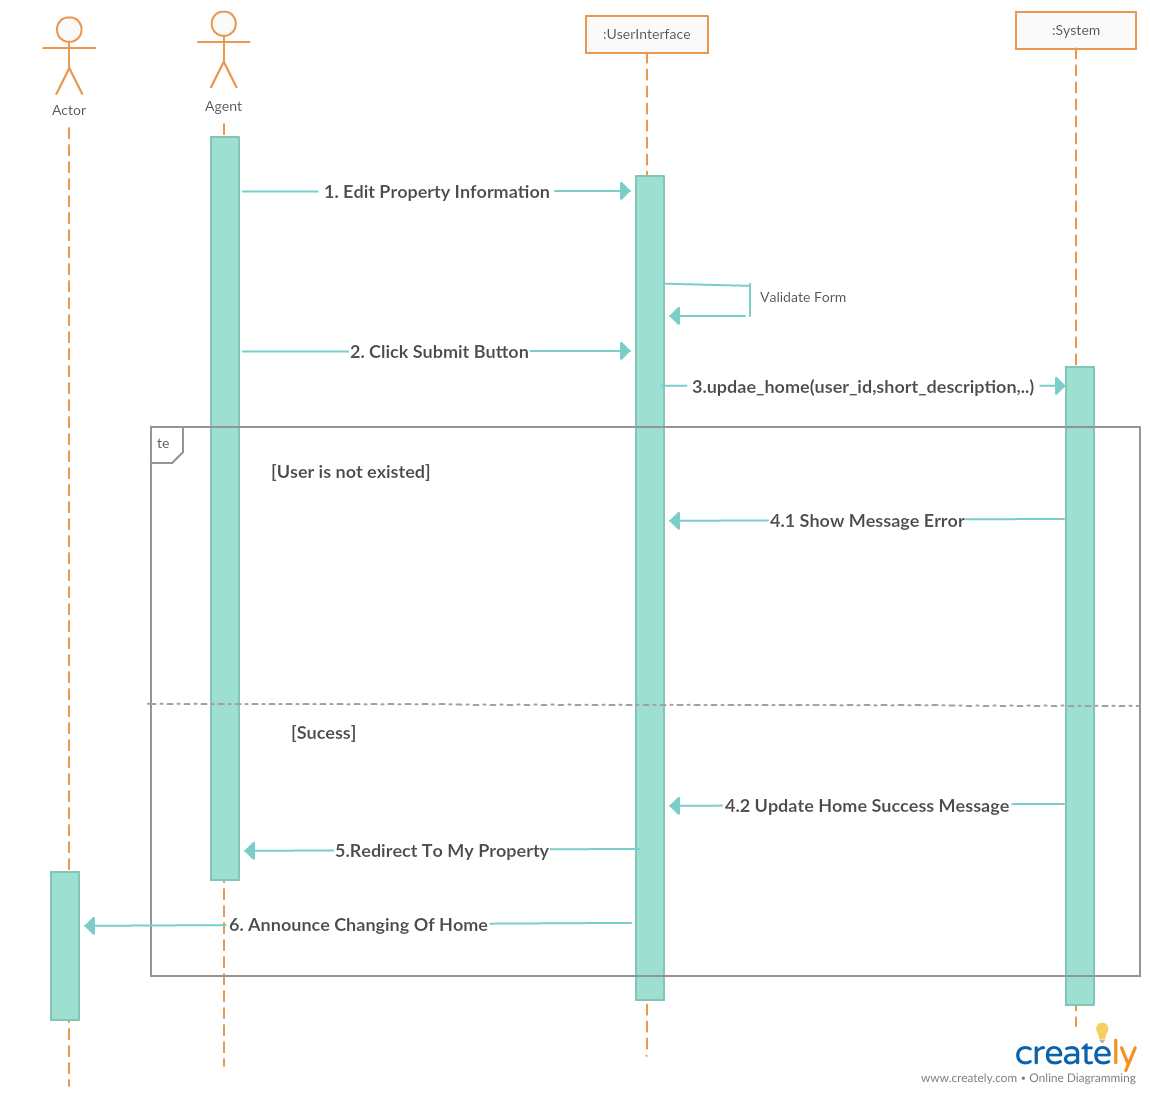 Actor
Agent
:UserInterface
:System
1. Edit Property Information
Validate Form
2. Click Submit Button
3.updae_home(user_id,short_description,..)
te
[User is not existed]
4.1 Show Message Error
[Sucess]
4.2 Update Home Success Message
5.Redirect To My Property
6. Announce Changing Of Home
creately
www.creately.com • Online Diagramming